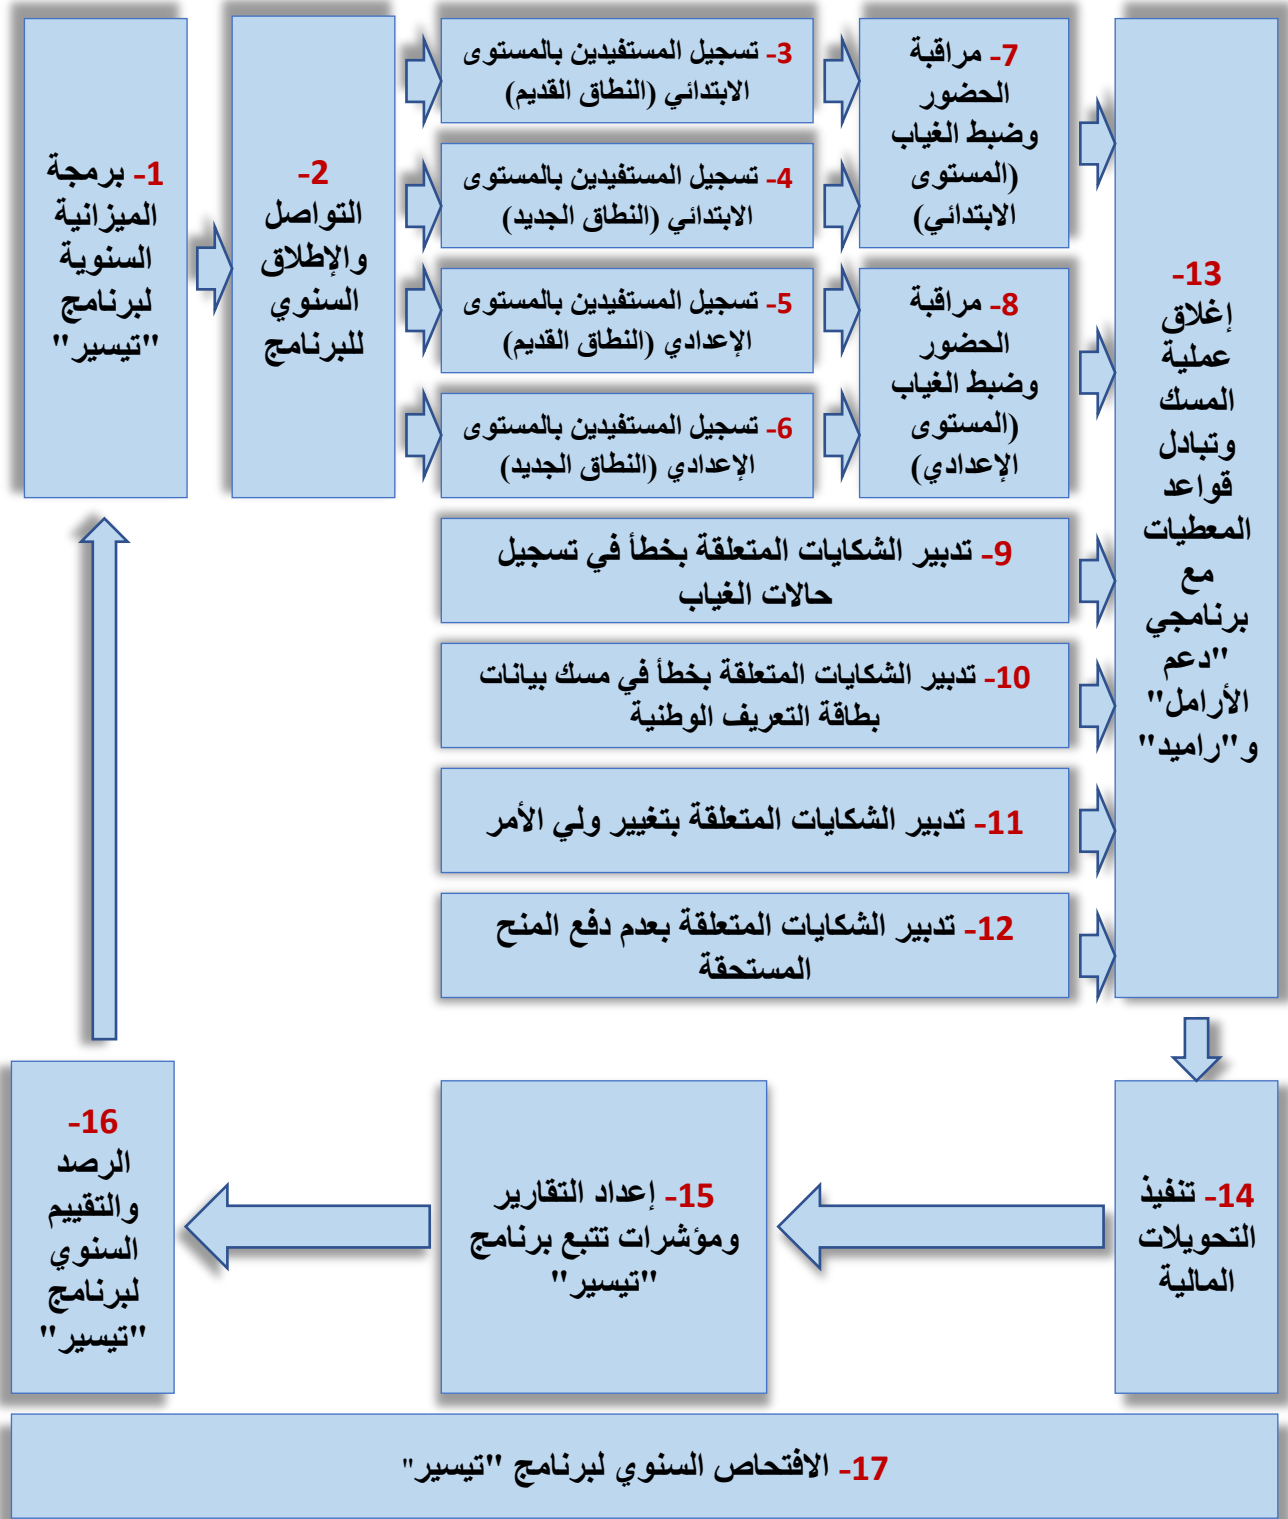 1- برمجة
الميزانية
السنوية
لبرنامج
"تيسير"
2-
التواصل
والإطلاق
السنوي
للبرنامج
3- تسجيل المستفيدين بالمستوى
الابتدائي (النطاق القديم)
4- تسجيل المستفيدين بالمستوى
الابتدائي (النطاق الجديد)
5- تسجيل المستفيدين بالمستوى
الإعدادي (النطاق القديم)
6- تسجيل المستفيدين بالمستوى
الإعدادي (النطاق الجديد)
7- مراقبة
الحضور
وضبط الغياب
(المستوى
الابتدائي)
8- مراقبة
الحضور
وضبط الغياب
(المستوى
الإعدادي)
9- تدبير الشكايات المتعلقة بخطأ في تسجيل
حالات الغياب
10- تدبير الشكايات المتعلقة بخطأ في مسك بيانات
بطاقة التعريف الوطنية
11- تدبير الشكايات المتعلقة بتغيير ولي الأمر
12- تدبير الشكايات المتعلقة بعدم دفع المنح
المستحقة
13-
إغلاق
عملية
المسك
وتبادل
قواعد
المعطيات
مع
برنامجي
"دعم
الأرامل"
و"راميد"
14- تنفيذ
التحويلات
المالية
15- إعداد التقارير
ومؤشرات تتبع برنامج
"تيسير"
16-
الرصد
والتقييم
السنوي
لبرنامج
"تيسير"
17- الافتحاص السنوي لبرنامج "تيسير"